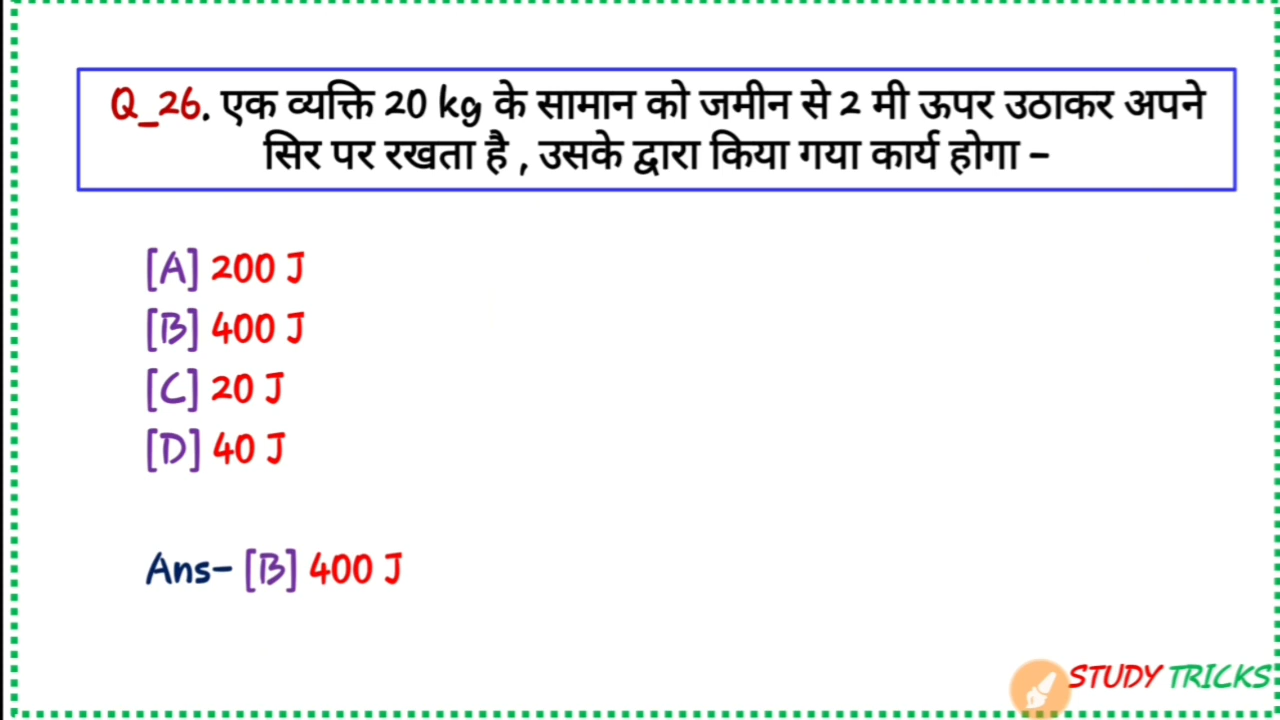 Q_26. एक व्यक्ति 20 kg के सामान को जमीन से 2 मी ऊपर उठाकर अपने
सिर पर रखता है , उसके द्वारा किया गया कार्य होगा –
[A] 200 J
[B] 400 J
[C] 20 J
[D] 40 J
Ans- [B] 400 J
STUDY TRICKS